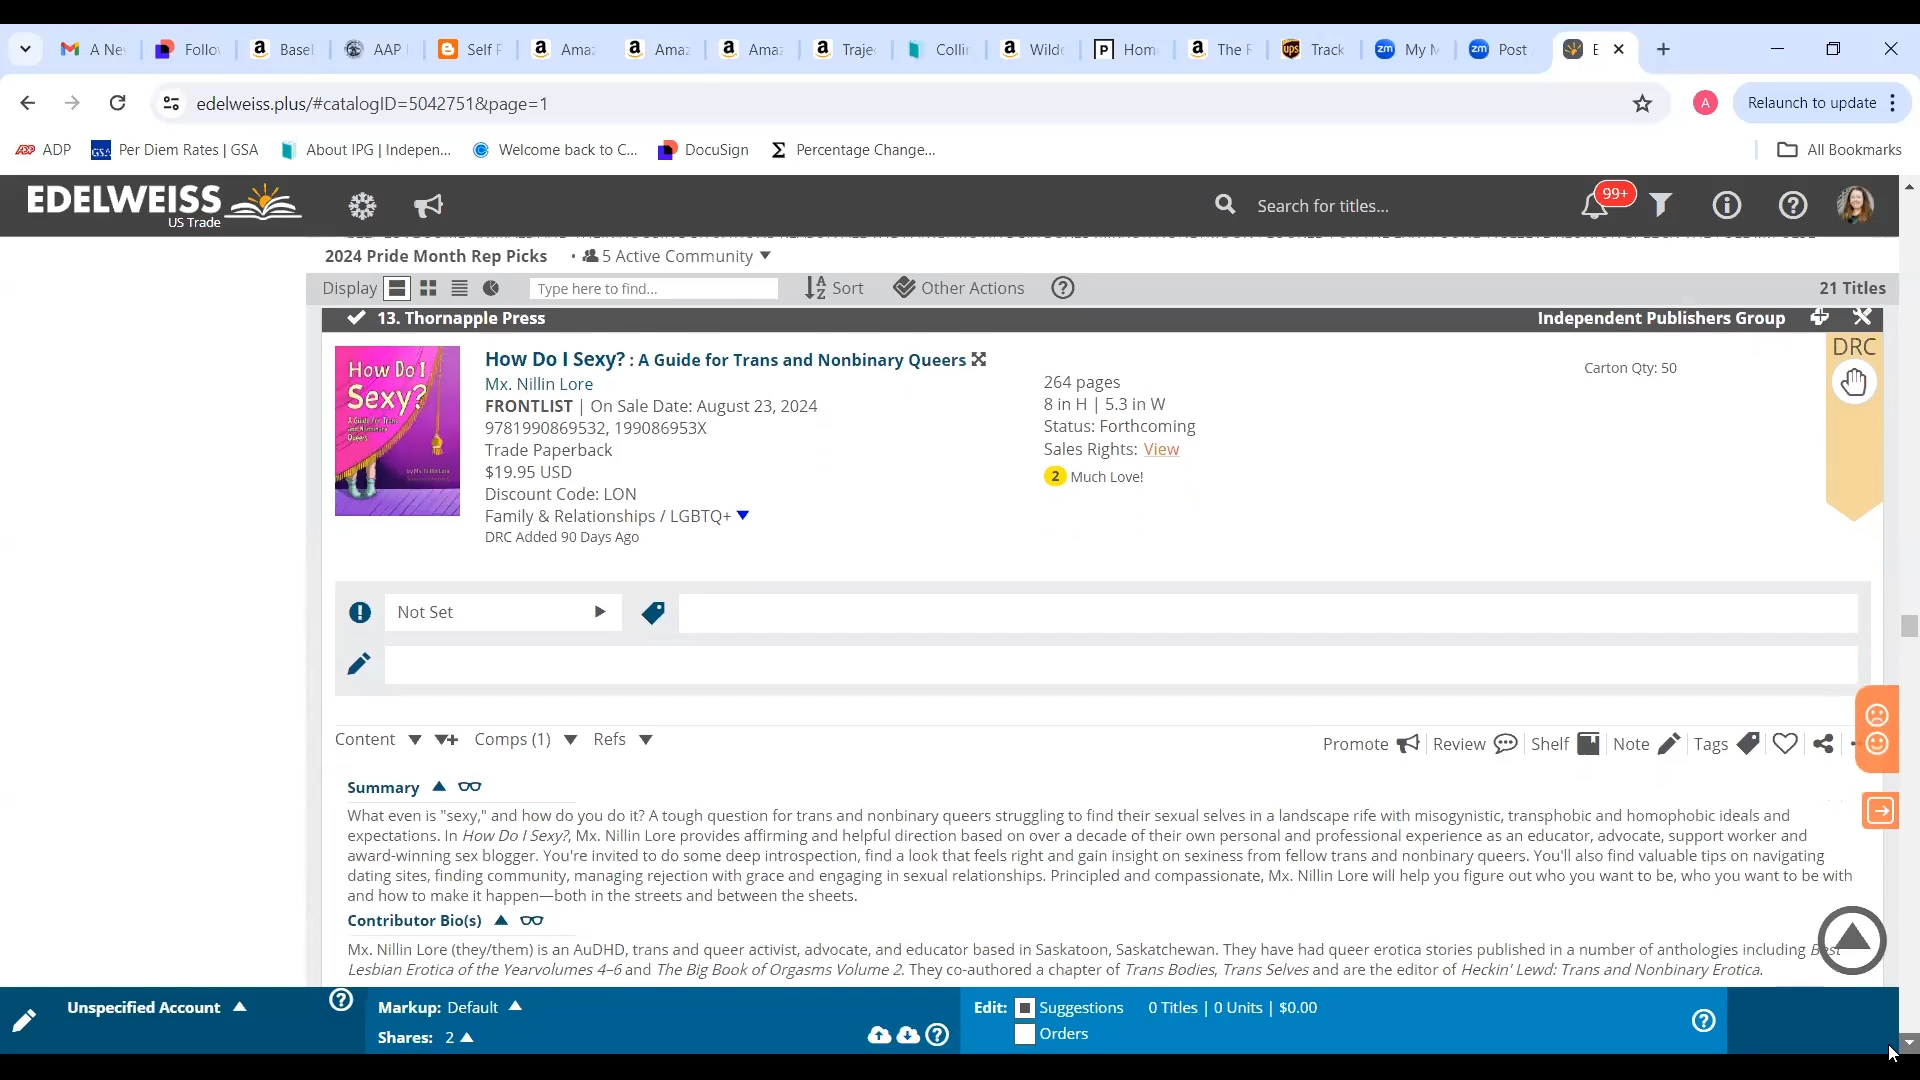 A Ne
Follo
Basel
AAP
Self P
Amaz
Amaz
Amaz
Traje
Collin
Wilde
Hom
The F
Track
My M
Post
E
edelweiss.plus/#catalogID=5042751&page=1
A
Relaunch to update
ADP
Per Diem Rates | GSA
About IPG | Indepen...
Welcome back to C...
DocuSign
Percentage Change...
All Bookmarks
EDELWEISS
US Trade
Search for titles...
99+
2024 Pride Month Rep Picks • 5 Active Community
Display
Type here to find...
Sort
Other Actions
21 Titles
13. Thornapple Press
Independent Publishers Group
How Do I Sexy?
A Guide for Trans and Nonbinary Queers
by Mx. Nillin Lore
How Do I Sexy? : A Guide for Trans and Nonbinary Queers
Mx. Nillin Lore
FRONTLIST | On Sale Date: August 23, 2024
9781990869532, 199086953X
Trade Paperback
$19.95 USD
Discount Code: LON
Family & Relationships / LGBTQ+
DRC Added 90 Days Ago
264 pages
8 in H | 5.3 in W
Status: Forthcoming
Sales Rights: View
2 Much Love!
Carton Qty: 50
DRC
Not Set
Content
Comps (1)
Refs
Promote
Review
Shelf
Note
Tags
Summary
What even is "sexy," and how do you do it? A tough question for trans and nonbinary queers struggling to find their sexual selves in a landscape rife with misogynistic, transphobic and homophobic ideals and
expectations. In How Do I Sexy?, Mx. Nillin Lore provides affirming and helpful direction based on over a decade of their own personal and professional experience as an educator, advocate, support worker and
award-winning sex blogger. You're invited to do some deep introspection, find a look that feels right and gain insight on sexiness from fellow trans and nonbinary queers. You'll also find valuable tips on navigating
dating sites, finding community, managing rejection with grace and engaging in sexual relationships. Principled and compassionate, Mx. Nillin Lore will help you figure out who you want to be, who you want to be with
and how to make it happen—both in the streets and between the sheets.
Contributor Bio(s)
Mx. Nillin Lore (they/them) is an AuDHD, trans and queer activist, advocate, and educator based in Saskatoon, Saskatchewan. They have had queer erotica stories published in a number of anthologies including Best
Lesbian Erotica of the Yearvolumes 4–6 and The Big Book of Orgasms Volume 2. They co-authored a chapter of Trans Bodies, Trans Selves and are the editor of Heckin' Lewd: Trans and Nonbinary Erotica.
Unspecified Account
Markup: Default
Shares: 2
Edit: Suggestions
Orders
0 Titles | 0 Units | $0.00